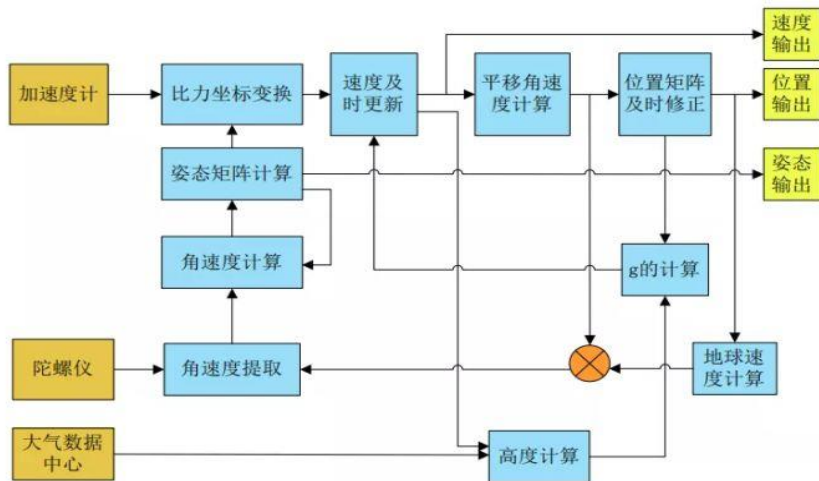 速度
输出
加速度计
比力坐标变换
速度及
时更新
平移角速
度计算
位置矩阵
及时修正
位置
输出
姿态矩阵计算
姿态
输出
角速度计算
g的计算
陀螺仪
角速度提取
地球速
度计算
大气数据
中心
高度计算